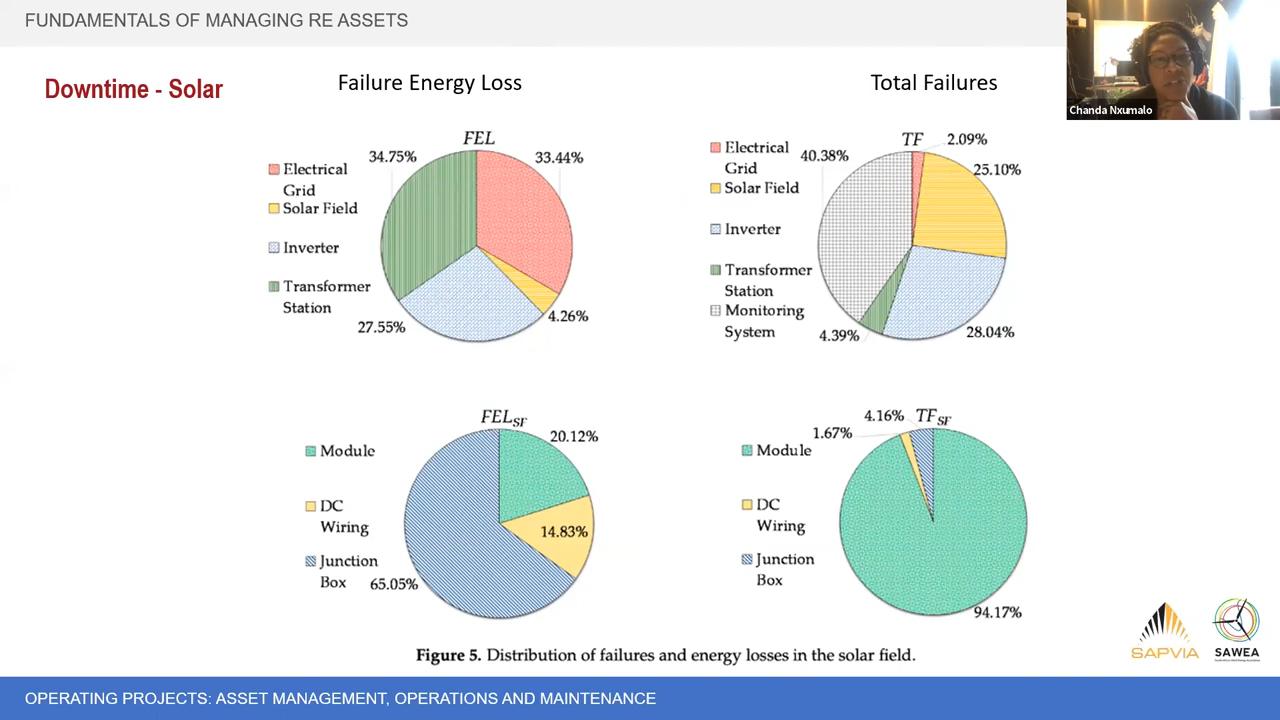 FUNDAMENTALS OF MANAGING RE ASSETS
Chanda Nxumalo
Downtime - Solar
Failure Energy Loss
Total Failures
FEL
34.75%
33.44%
Electrical
Grid
Solar Field
Inverter
Transformer
Station
27.55%
4.26%
TF
2.09%
40.38%
25.10%
Electrical
Grid
Solar Field
Inverter
Transformer
Station
Monitoring
System
4.39%
28.04%
FELSF
20.12%
Module
DC
Wiring
Junction
Box
14.83%
65.05%
4.16%
TFSF
1.67%
Module
DC
Wiring
Junction
Box
94.17%
Figure 5. Distribution of failures and energy losses in the solar field.
SAPVIA
SAWEA
OPERATING PROJECTS: ASSET MANAGEMENT, OPERATIONS AND MAINTENANCE